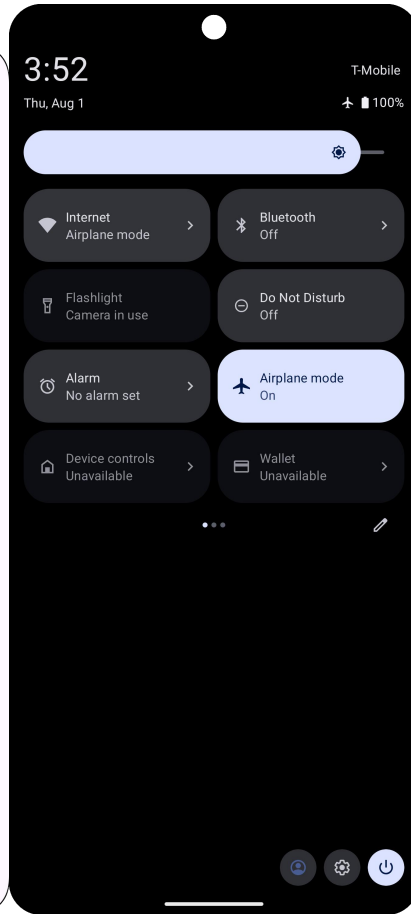 3:52
T-Mobile
Thu, Aug 1
100%
Internet
Airplane mode
Bluetooth
Off
Flashlight
Camera in use
Do Not Disturb
Off
Alarm
No alarm set
Airplane mode
On
Device controls
Unavailable
Wallet
Unavailable